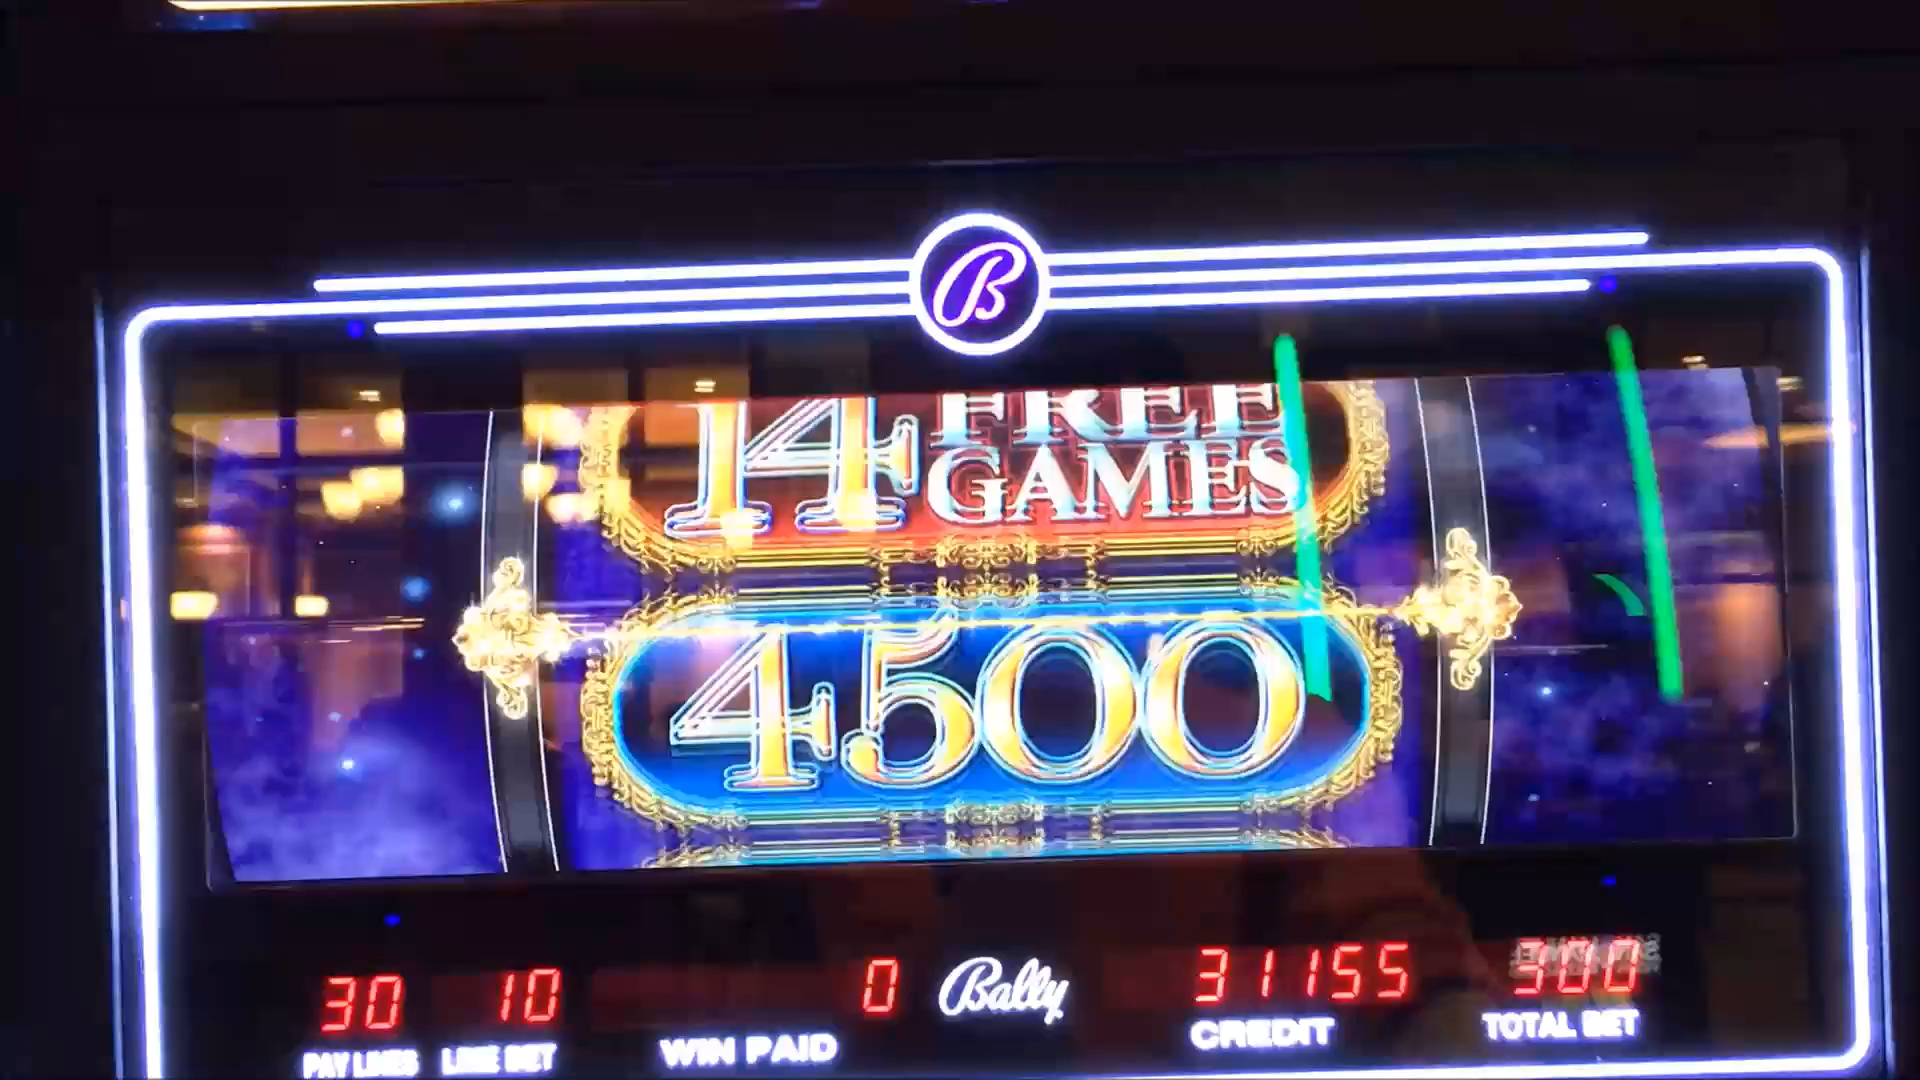 B
14 FREE
GAMES
4500
30 10 0 Bally 31155 300
PAY LINES LINE BET WIN PAID CREDIT TOTAL BET